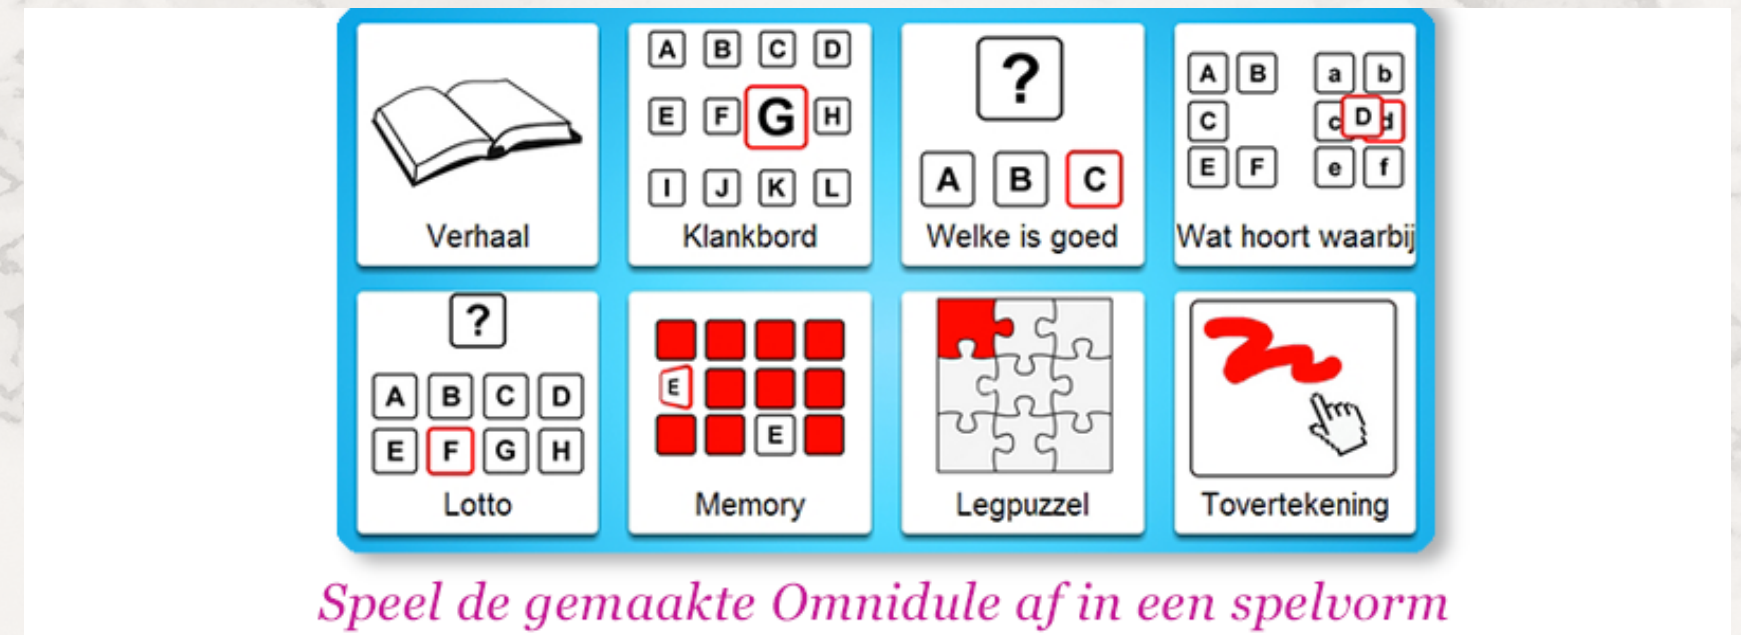 A B C D
E F G H
I J K L
?
A B C
A B a b
C c D d
E F e f
Verhaal
Klankbord
Welke is goed
Wat hoort waarbij
?
A B C D
E F G H
E
E
Lotto
Memory
Legpuzzel
Tovertekening
Speel de gemaakte Omnidule af in een spelvorm